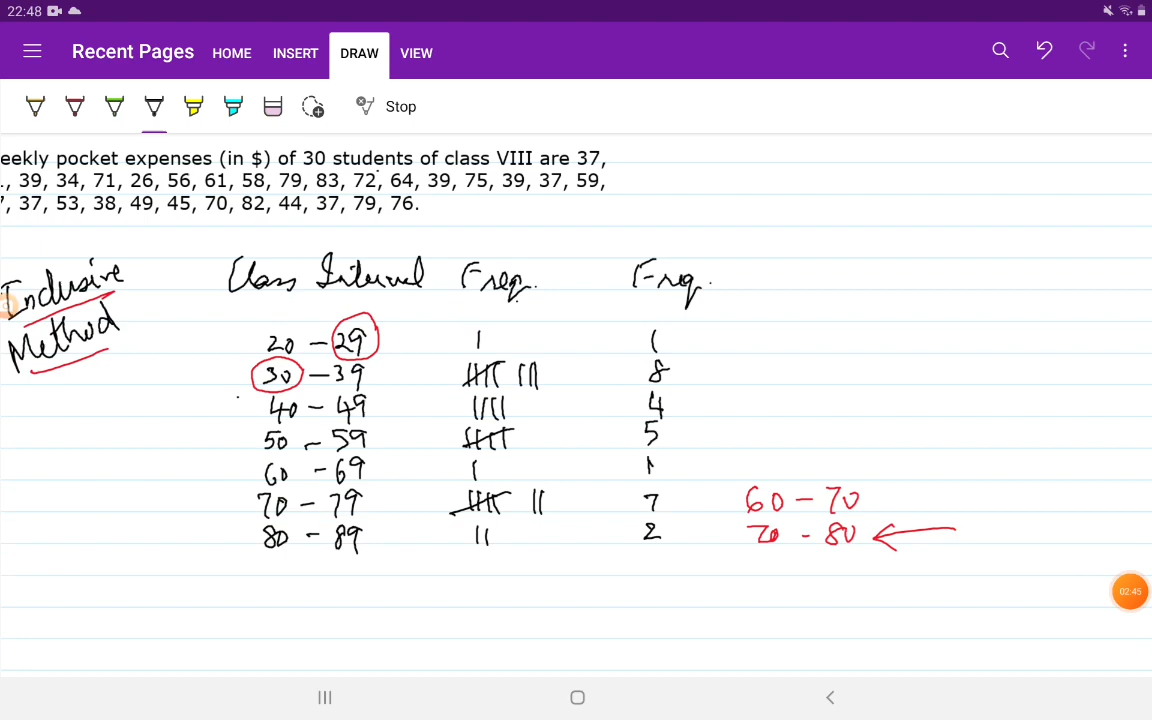 22:48
Recent Pages HOME INSERT DRAW VIEW
Stop
eekly pocket expenses (in $) of 30 students of class VIII are 37,
, 39, 34, 71, 26, 56, 61, 58, 79, 83, 72, 64, 39, 75, 39, 37, 59,
, 37, 53, 38, 49, 45, 70, 82, 44, 37, 79, 76.
Inclusive
Method
Class Interval Freq. Freq.
20 - 29 | 1
30 - 39 |||| ||| 8
40 - 49 |||| 4
50 - 59 |||| 5
60 - 69 | 1
70 - 79 |||| || 7 60 - 70
80 - 89 || 2 70 - 80
02:45